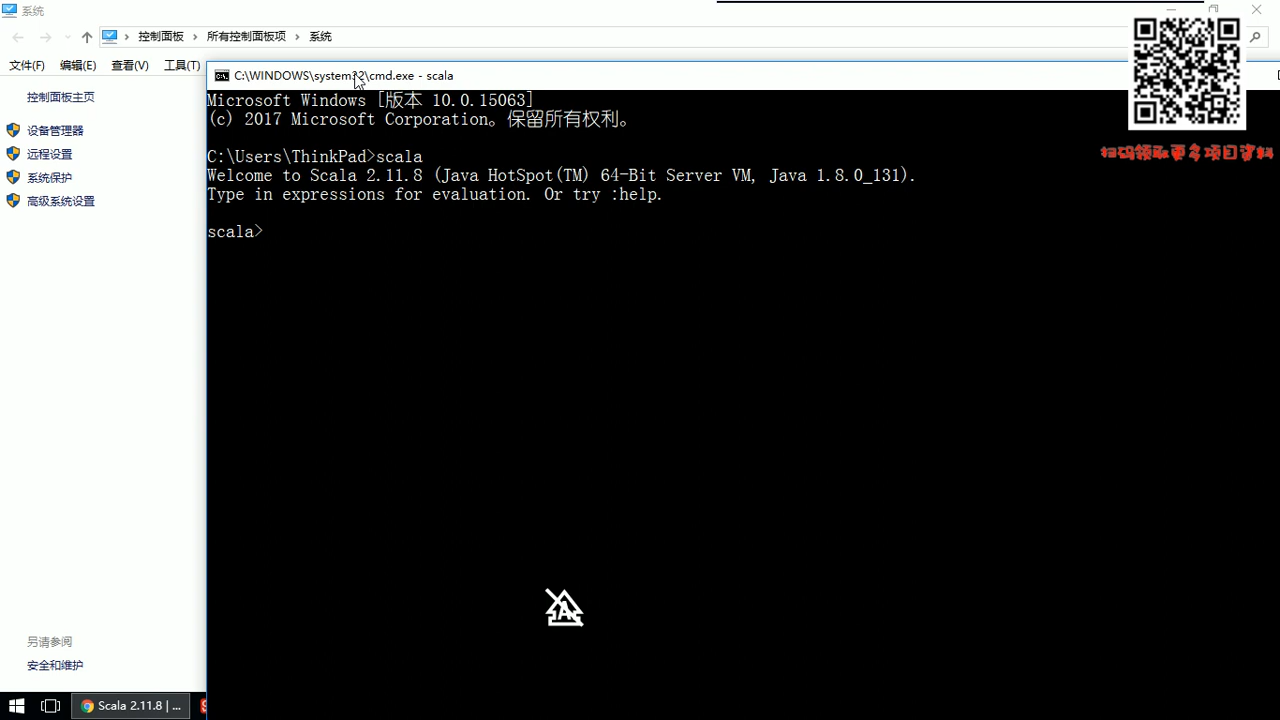 系统
控制面板 › 所有控制面板项 › 系统
文件(F) 编辑(E) 查看(V) 工具(T)
控制面板主页
设备管理器
远程设置
系统保护
高级系统设置
另请参阅
安全和维护
C:\WINDOWS\system32\cmd.exe - scala
Microsoft Windows [版本 10.0.15063]
(c) 2017 Microsoft Corporation。保留所有权利。
C:\Users\ThinkPad>scala
Welcome to Scala 2.11.8 (Java HotSpot(TM) 64-Bit Server VM, Java 1.8.0_131).
Type in expressions for evaluation. Or try :help.
scala>
扫码领取更多项目资料
A
Scala 2.11.8 | ...